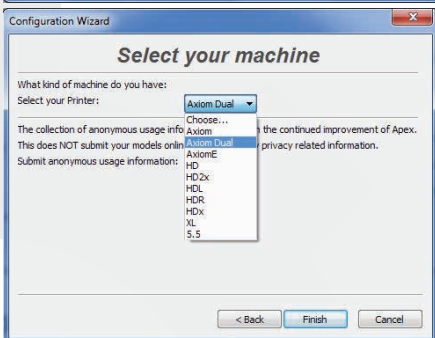 Configuration Wizard
Select your machine
What kind of machine do you have:
Select your Printer:
Axiom Dual
Choose...
The collection of anonymous usage info the continued improvement of Apex.
Axiom
Axiom Dual
This does NOT submit your models onlin privacy related information.
AxiomE
Submit anonymous usage information:
HD
HD2x
HDL
HDR
HDx
XL
5.5
< Back
Finish
Cancel